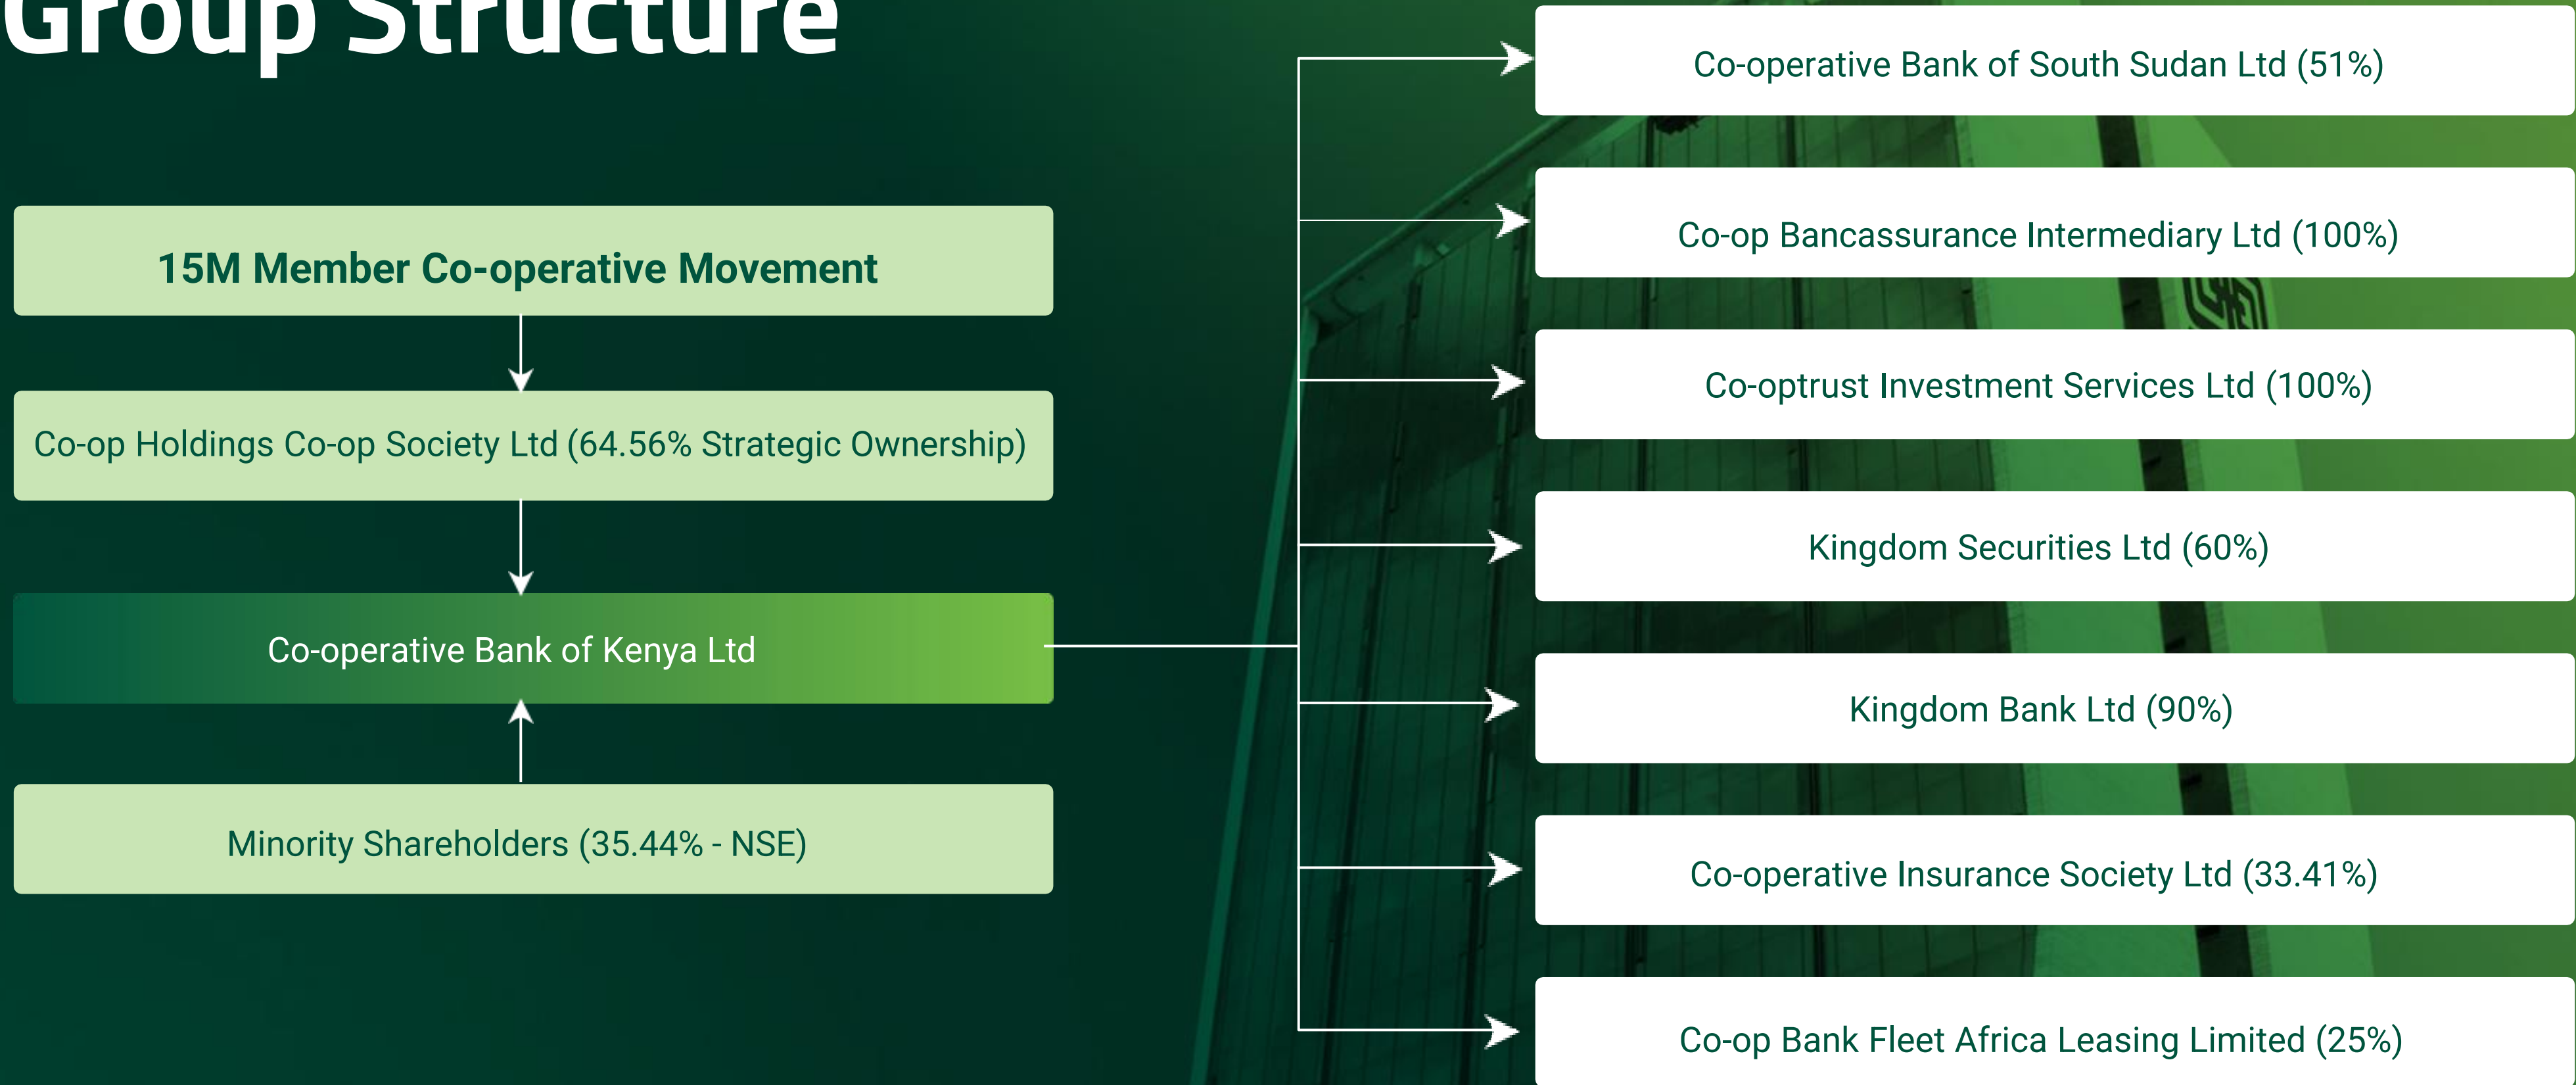 Group Structure
15M Member Co-operative Movement
Co-op Holdings Co-op Society Ltd (64.56% Strategic Ownership)
Co-operative Bank of Kenya Ltd
Minority Shareholders (35.44% - NSE)
Co-operative Bank of South Sudan Ltd (51%)
Co-op Bancassurance Intermediary Ltd (100%)
Co-optrust Investment Services Ltd (100%)
Kingdom Securities Ltd (60%)
Kingdom Bank Ltd (90%)
Co-operative Insurance Society Ltd (33.41%)
Co-op Bank Fleet Africa Leasing Limited (25%)